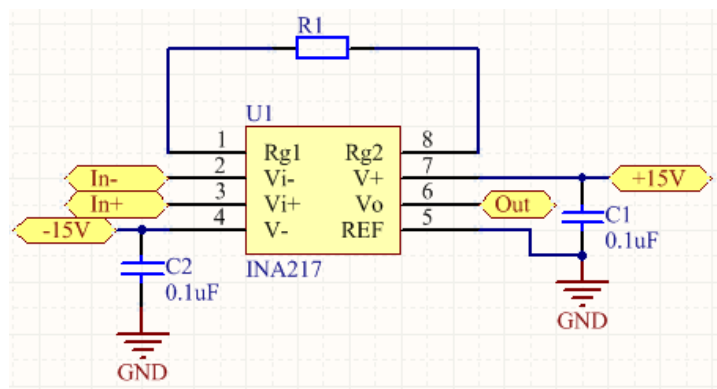 R1
U1
1 Rg1 Rg2 8
In- 2 Vi- V+ 7 +15V
In+ 3 Vi+ Vo 6 Out
-15V 4 V- REF 5
C1
0.1uF
INA217
C2
0.1uF
GND
GND